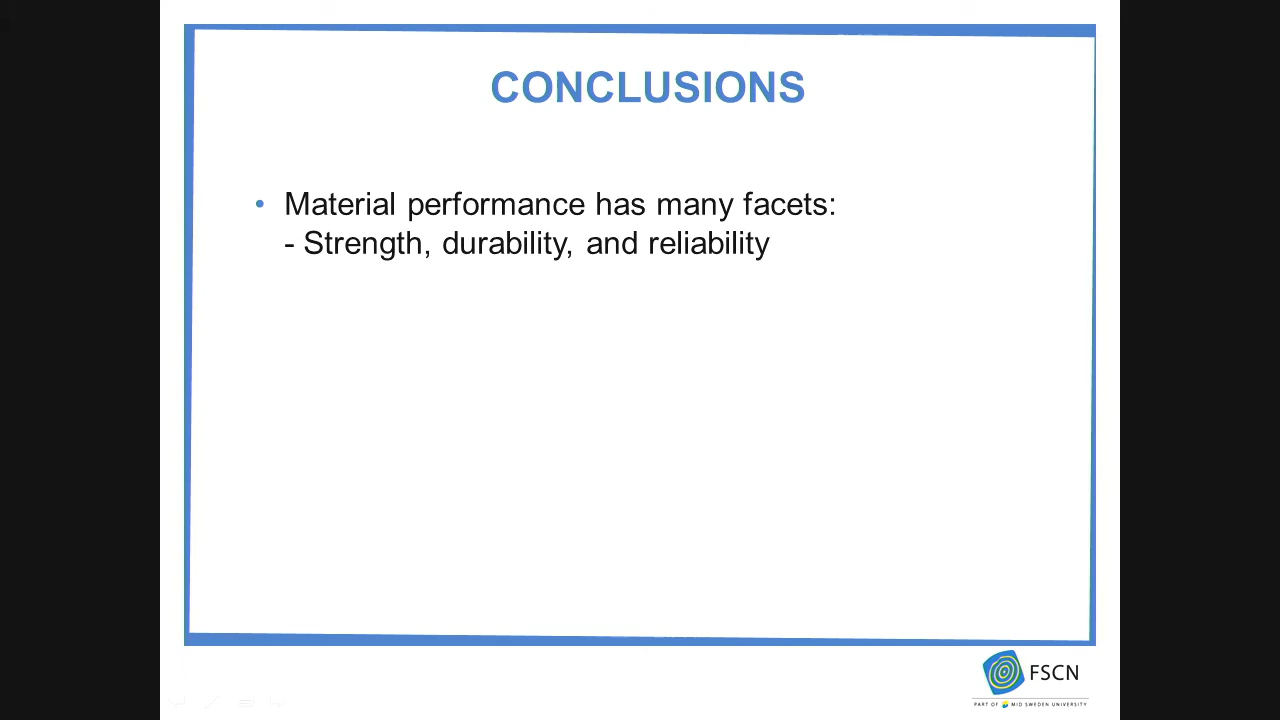 CONCLUSIONS
• Material performance has many facets:
- Strength, durability, and reliability
FSCN
PART OF MID SWEDEN UNIVERSITY